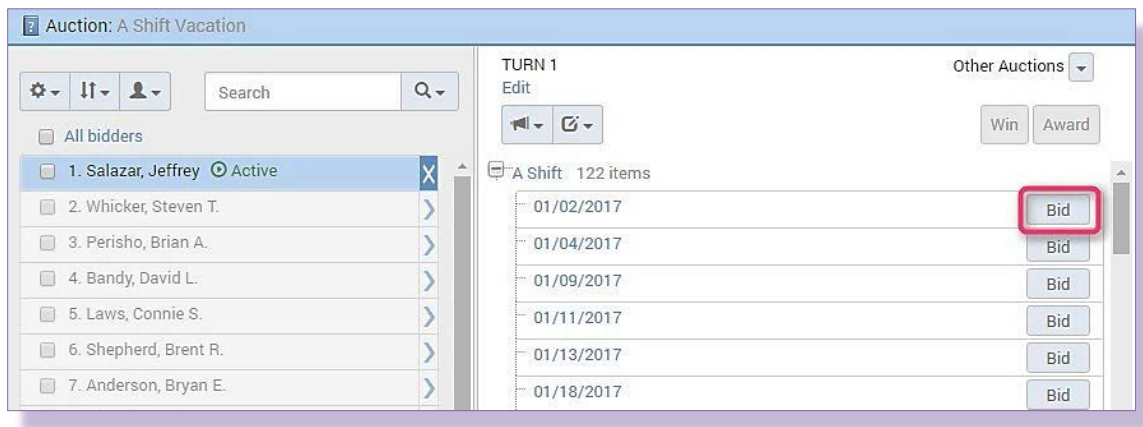 Auction: A Shift Vacation
Search
All bidders
1. Salazar, Jeffrey Active X
2. Whicker, Steven T.
3. Perisho, Brian A.
4. Bandy, David L.
5. Laws, Connie S.
6. Shepherd, Brent R.
7. Anderson, Bryan E.
TURN 1 Other Auctions
Edit
Win Award
A Shift 122 items
01/02/2017 Bid
01/04/2017 Bid
01/09/2017 Bid
01/11/2017 Bid
01/13/2017 Bid
01/18/2017 Bid